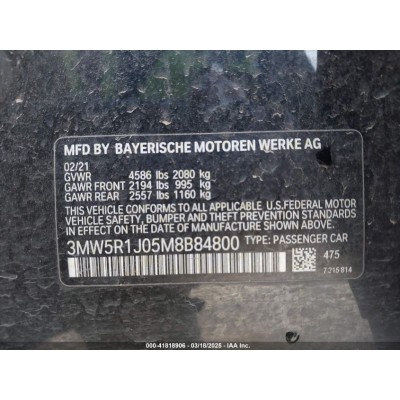 MFD BY BAYERISCHE MOTOREN WERKE AG
02/21
GVWR 4586 lbs 2080 kg
GAWR FRONT 2194 lbs 995 kg
GAWR REAR 2557 lbs 1160 kg
THIS VEHICLE CONFORMS TO ALL APPLICABLE
U.S.FEDERAL MOTOR
VEHICLE SAFETY, BUMPER, AND
THEFT PREVENTION STANDARDS
IN EFFECT ON THE DATE OF
MANUFACTURE SHOWN ABOVE.
3MW5R1J05M8B84800 TYPE: PASSENGER CAR
475
7 315 814
000-41818906 - 03/18/2025 - IAA Inc.